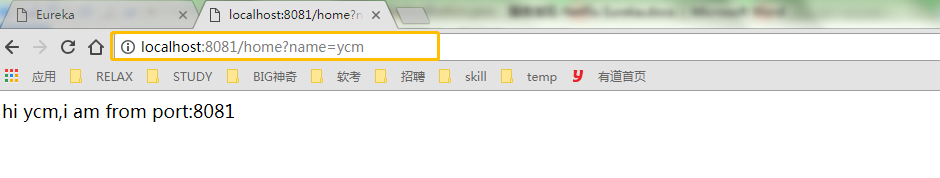 Eureka
localhost:8081/home?n
localhost:8081/home?name=ycm
应用 RELAX STUDY BIG神奇 软考 招聘 skill temp 有道首页
hi ycm,i am from port:8081